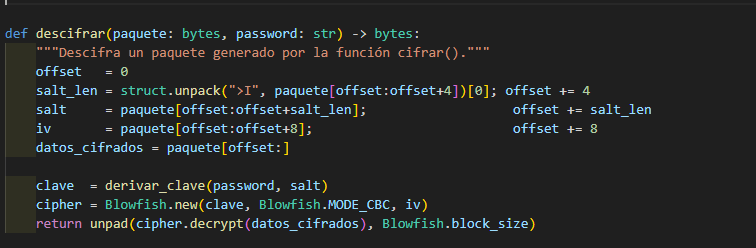 def descifrar(paquete: bytes, password: str) -> bytes:
    """Descifra un paquete generado por la función cifrar()."""
    offset   = 0
    salt_len = struct.unpack(">I", paquete[offset:offset+4])[0]; offset += 4
    salt     = paquete[offset:offset+salt_len];                   offset += salt_len
    iv       = paquete[offset:offset+8];                          offset += 8
    datos_cifrados = paquete[offset:]

    clave  = derivar_clave(password, salt)
    cipher = Blowfish.new(clave, Blowfish.MODE_CBC, iv)
    return unpad(cipher.decrypt(datos_cifrados), Blowfish.block_size)